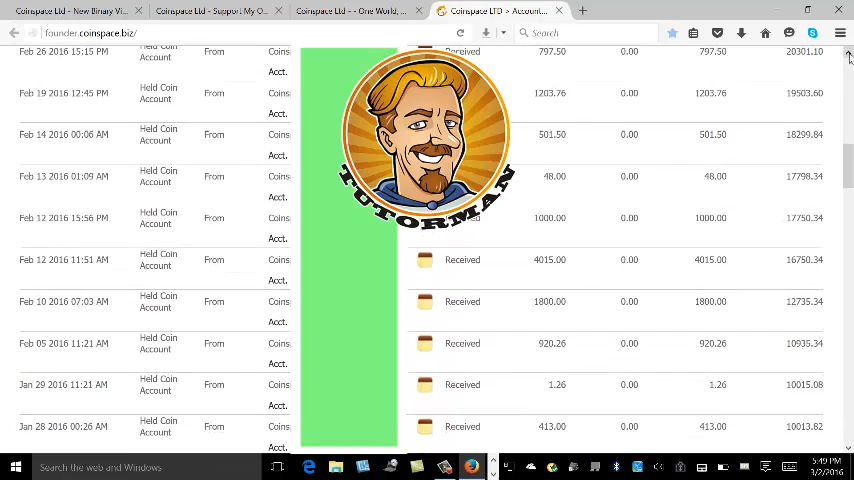 Coinspace Ltd - New Binary Vi...
Coinspace Ltd - Support My O...
Coinspace Ltd - - One World, ...
Coinspace LTD > Account...
founder.coinspace.biz/
Search
Feb 26 2016 15:15 PM Held Coin Account From Coins Acct. Received 797.50 0.00 797.50 20301.10
Feb 19 2016 12:45 PM Held Coin Account From Coins Acct. 1203.76 0.00 1203.76 19503.60
Feb 14 2016 00:06 AM Held Coin Account From Coins Acct. 501.50 0.00 501.50 18299.84
Feb 13 2016 01:09 AM Held Coin Account From Coins Acct. 48.00 0.00 48.00 17798.34
Feb 12 2016 15:56 PM Held Coin Account From Coins Acct. Received 1000.00 0.00 1000.00 17750.34
Feb 12 2016 11:51 AM Held Coin Account From Coins Acct. Received 4015.00 0.00 4015.00 16750.34
Feb 10 2016 07:03 AM Held Coin Account From Coins Acct. Received 1800.00 0.00 1800.00 12735.34
Feb 05 2016 11:21 AM Held Coin Account From Coins Acct. Received 920.26 0.00 920.26 10935.34
Jan 29 2016 11:21 AM Held Coin Account From Coins Acct. Received 1.26 0.00 1.26 10015.08
Jan 28 2016 00:26 AM Held Coin Account From Coins Acct. Received 413.00 0.00 413.00 10013.82
TUTORMAN
Search the web and Windows
5:49 PM
3/2/2016